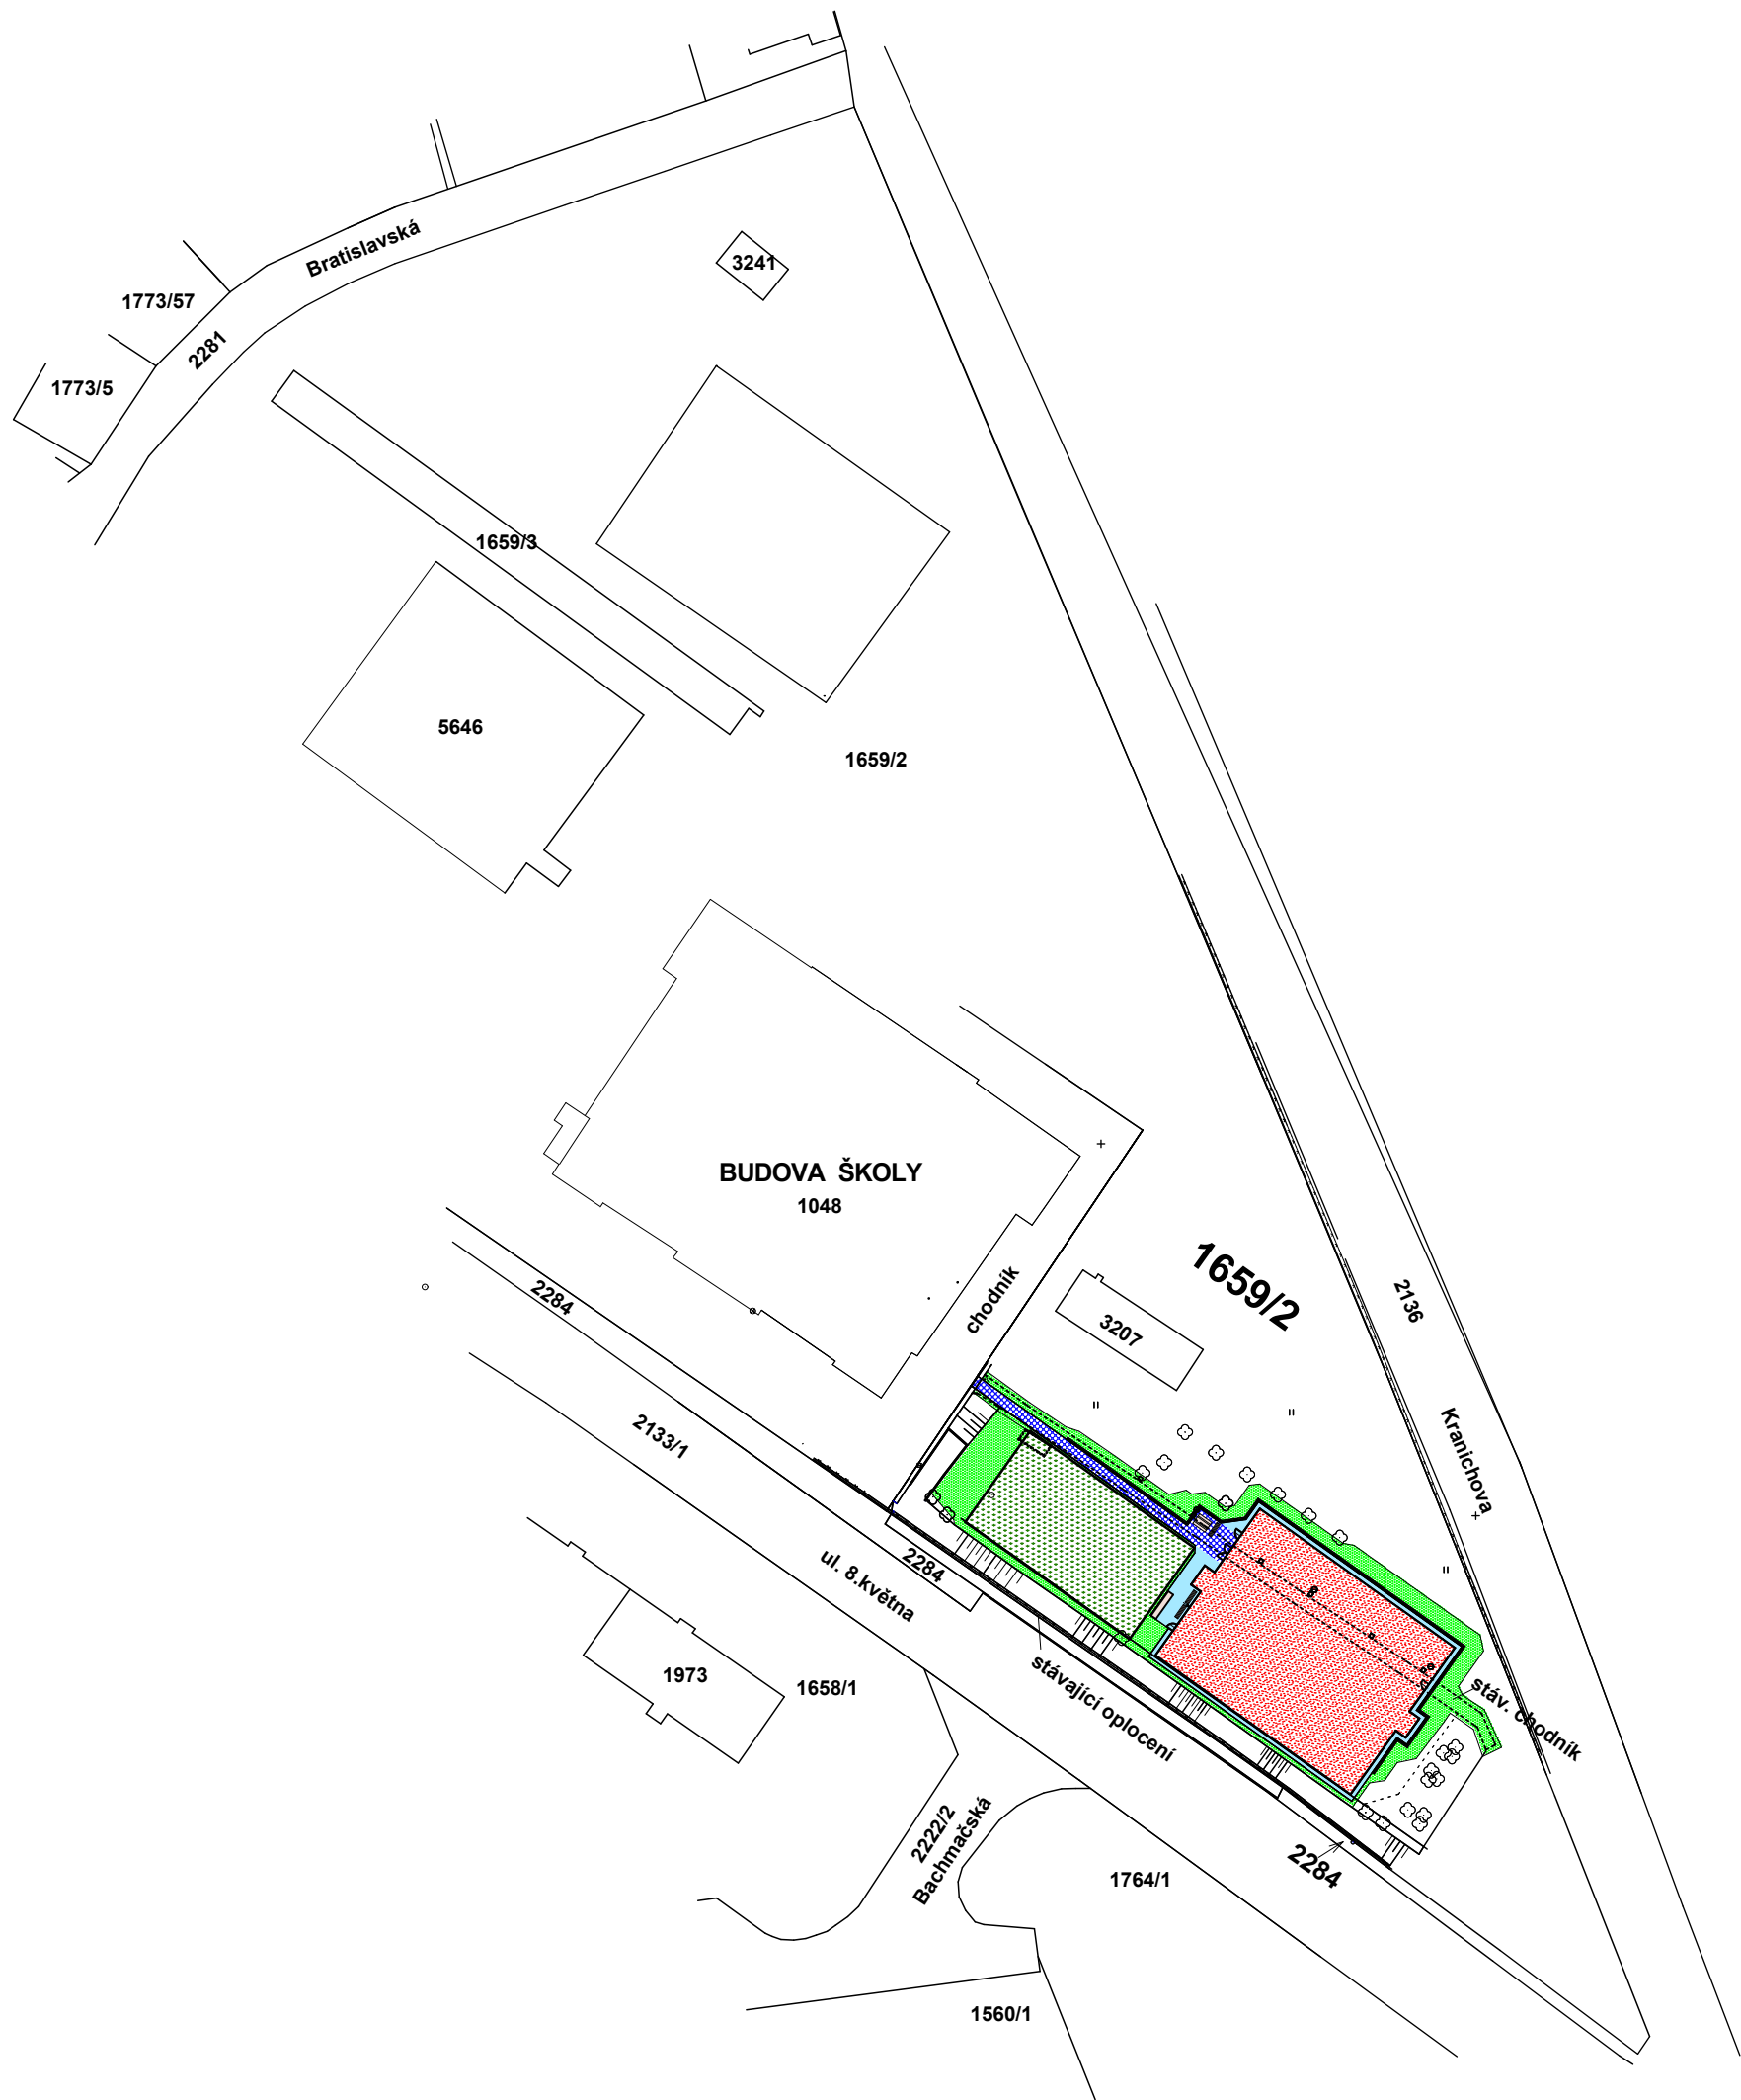 Bratislavská
3241
1773/57
2281
1773/5
1659/3
5646
1659/2
BUDOVA ŠKOLY
1048
chodník
1659/2
2284
3207
2136
2133/1
Kranichova
2284
ul. 8.května
1973
1658/1
stávající oplocení
stáv. chodník
2222/2
Bachmačská
1764/1
2284
1560/1